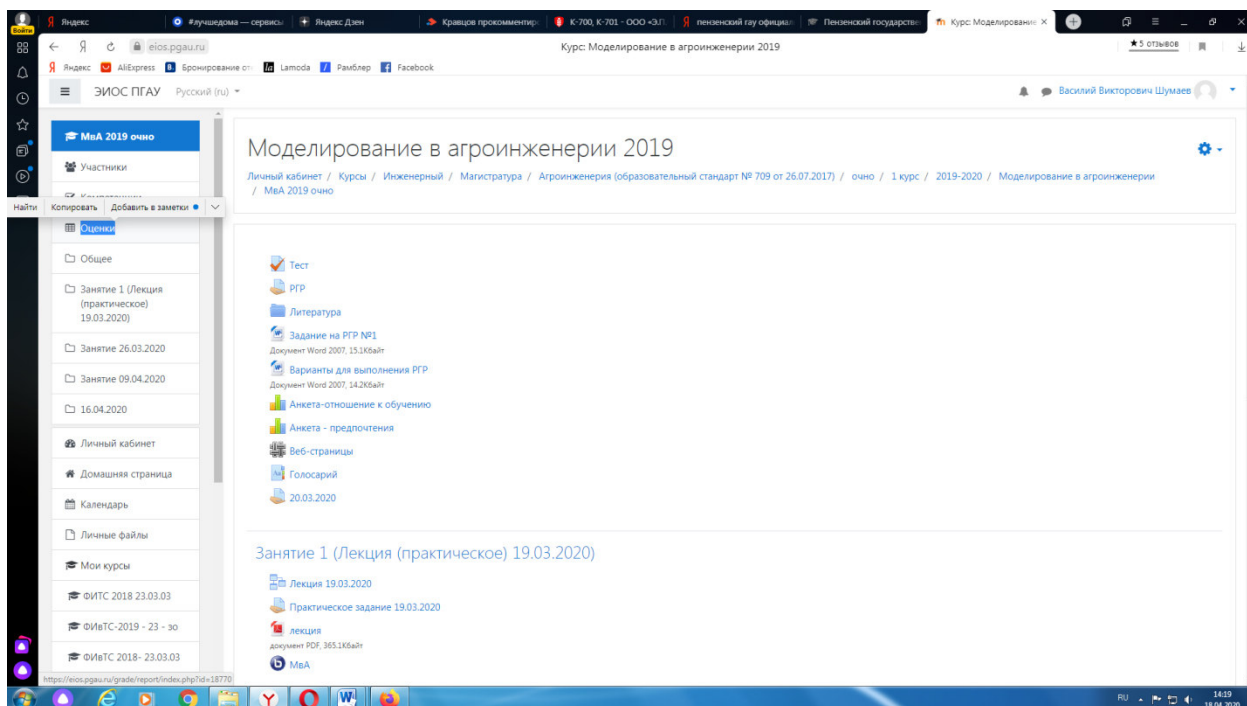 Войти
Яндекс
#лучшедома — сервисы
Яндекс Дзен
Кравцов прокомментир
К-700, К-701 - ООО «ЭЛ
пензенский гау официал
Пензенский государстве
Курс: Моделирование
eios.pgau.ru
Курс: Моделирование в агроинженерии 2019
★5 отзывов
Яндекс
AliExpress
Бронирование от
Lamoda
Рамблер
Facebook
ЭИОС ПГАУ
Русский (ru)
Василий Викторович Шумаев
МвА 2019 очно
Участники
Найти
Копировать
Добавить в заметки
Оценки
Общее
Занятие 1 (Лекция
(практическое)
19.03.2020)
Занятие 26.03.2020
Занятие 09.04.2020
16.04.2020
Личный кабинет
Домашняя страница
Календарь
Личные файлы
Мои курсы
ФИТС 2018 23.03.03
ФИвТС-2019 - 23 - зо
ФИвТС 2018- 23.03.03
https://eios.pgau.ru/grade/report/index.php?id=18770
Моделирование в агроинженерии 2019
Личный кабинет / Курсы / Инженерный / Магистратура / Агроинженерия (образовательный стандарт № 709 от 26.07.2017) / очно / 1 курс / 2019-2020 / Моделирование в агроинженерии
/ МвА 2019 очно
Тест
РГР
Литература
Задание на РГР №1
Документ Word 2007, 15.1Кбайт
Варианты для выполнения РГР
Документ Word 2007, 14.2Кбайт
Анкета-отношение к обучению
Анкета - предпочтения
Веб-страницы
Голосарий
20.03.2020
Занятие 1 (Лекция (практическое) 19.03.2020)
Лекция 19.03.2020
Практическое задание 19.03.2020
лекция
документ PDF, 365.1Кбайт
МвА
RU
14:19
18.04.2020